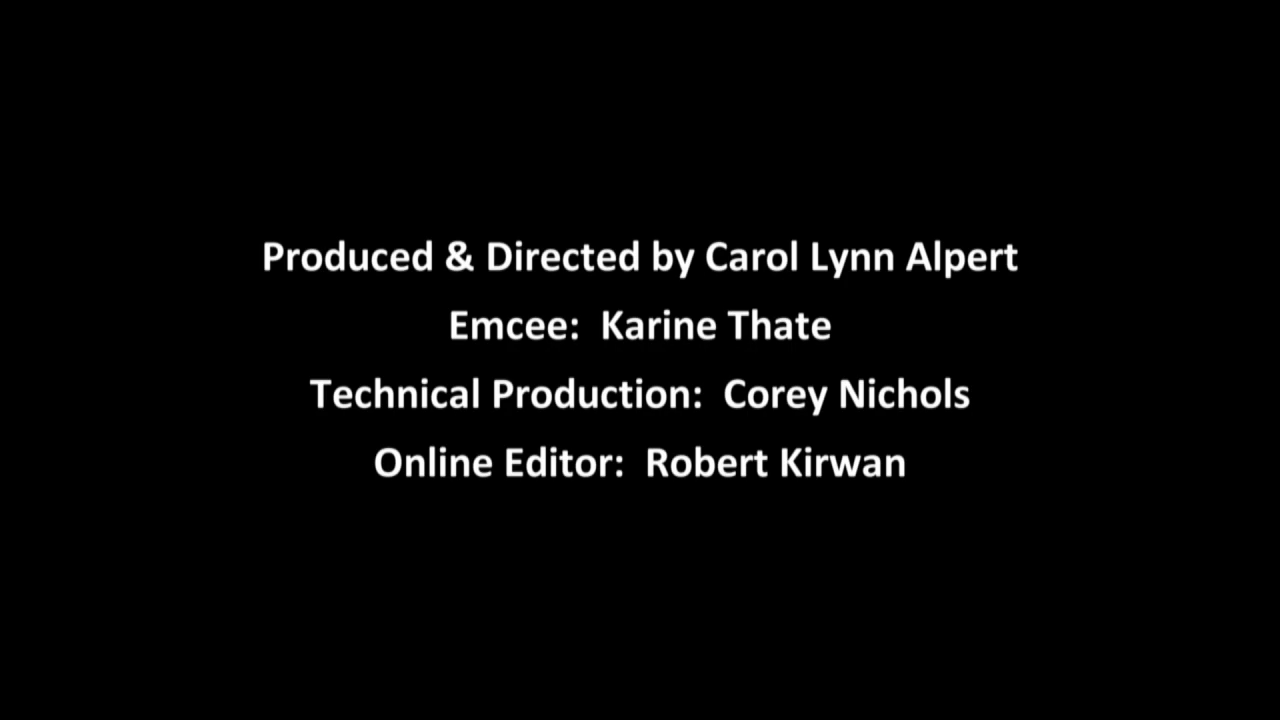 Produced & Directed by Carol Lynn Alpert
Emcee:  Karine Thate
Technical Production:  Corey Nichols
Online Editor:  Robert Kirwan